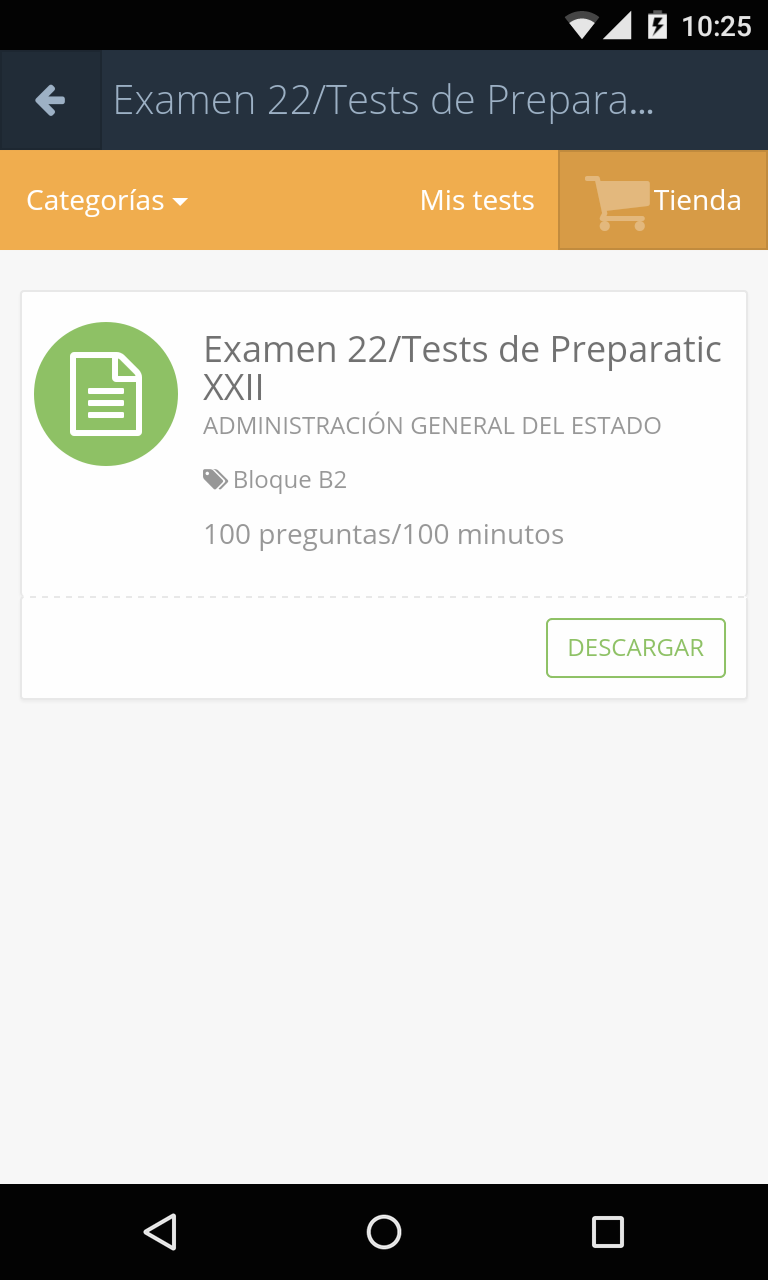 10:25
Examen 22/Tests de Prepara...
Categorías
Mis tests
Tienda
Examen 22/Tests de Preparatic
XXII
ADMINISTRACIÓN GENERAL DEL ESTADO
Bloque B2
100 preguntas/100 minutos
DESCARGAR